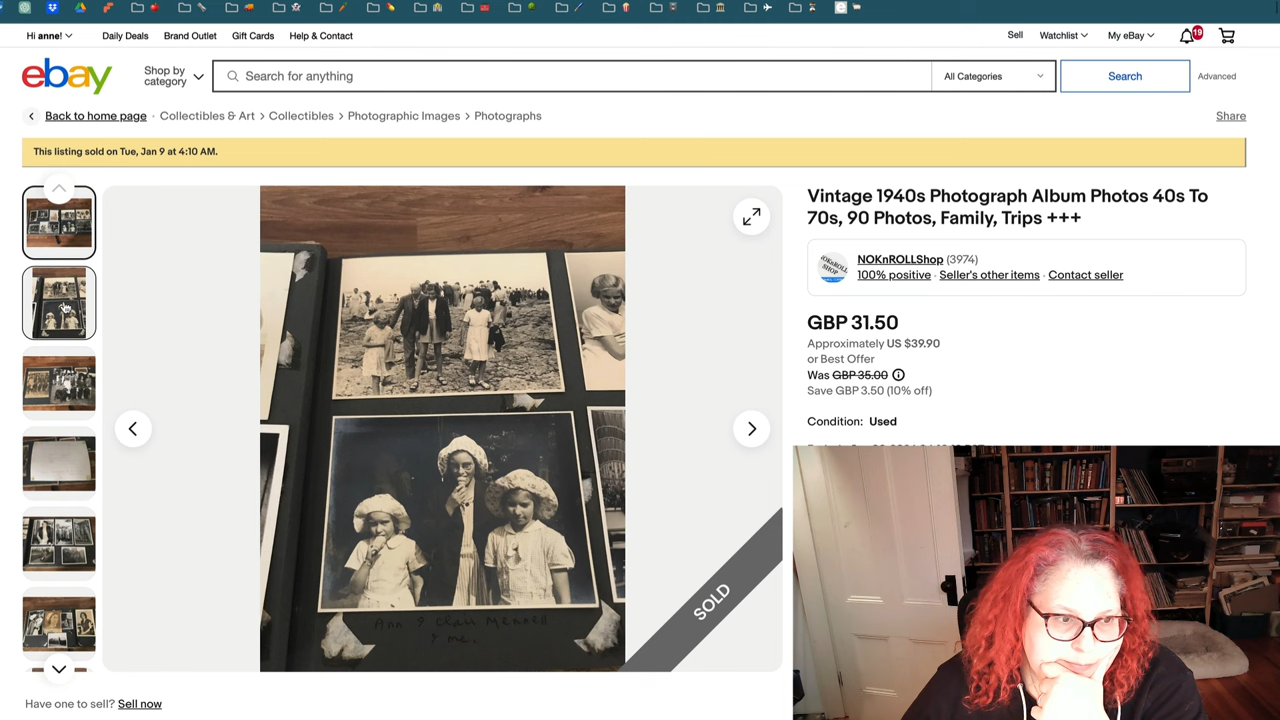 Hi anne!
Daily Deals
Brand Outlet
Gift Cards
Help & Contact
Sell
Watchlist
My eBay
19
ebay
Shop by
category
Search for anything
All Categories
Search
Advanced
Back to home page
Collectibles & Art
Collectibles
Photographic Images
Photographs
Share
This listing sold on Tue, Jan 9 at 4:10 AM.
Vintage 1940s Photograph Album Photos 40s To
70s, 90 Photos, Family, Trips +++
NOKnROLLShop (3974)
100% positive · Seller's other items · Contact seller
GBP 31.50
Approximately US $39.90
or Best Offer
Was GBP 35.00
Save GBP 3.50 (10% off)
Condition: Used
SOLD
& me.
Have one to sell? Sell now